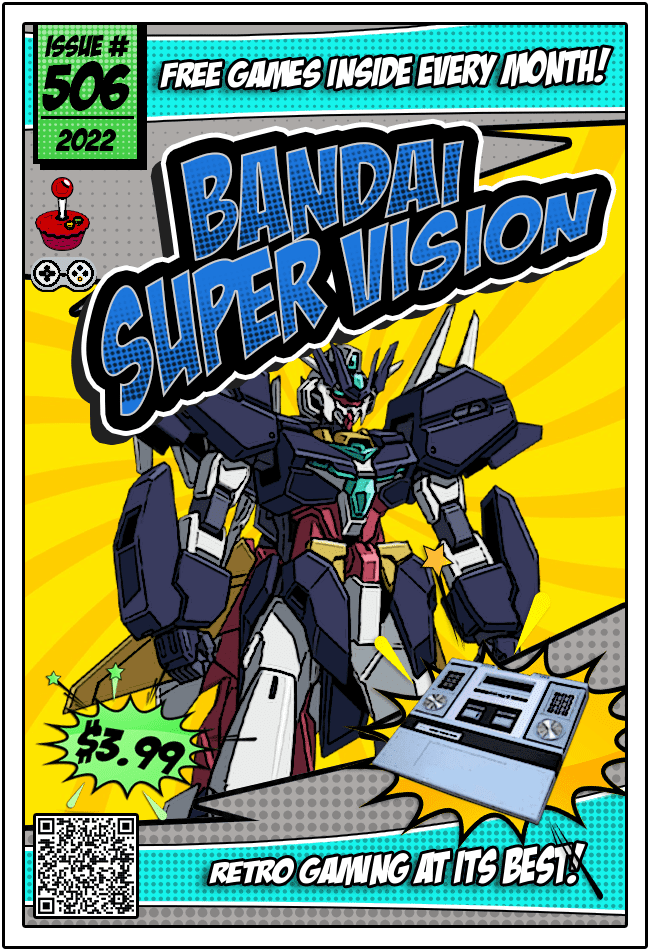 ISSUE #
506
2022
FREE GAMES INSIDE EVERY MONTH!
BANDAI
SUPER VISION
$3.99
RETRO GAMING AT ITS BEST!